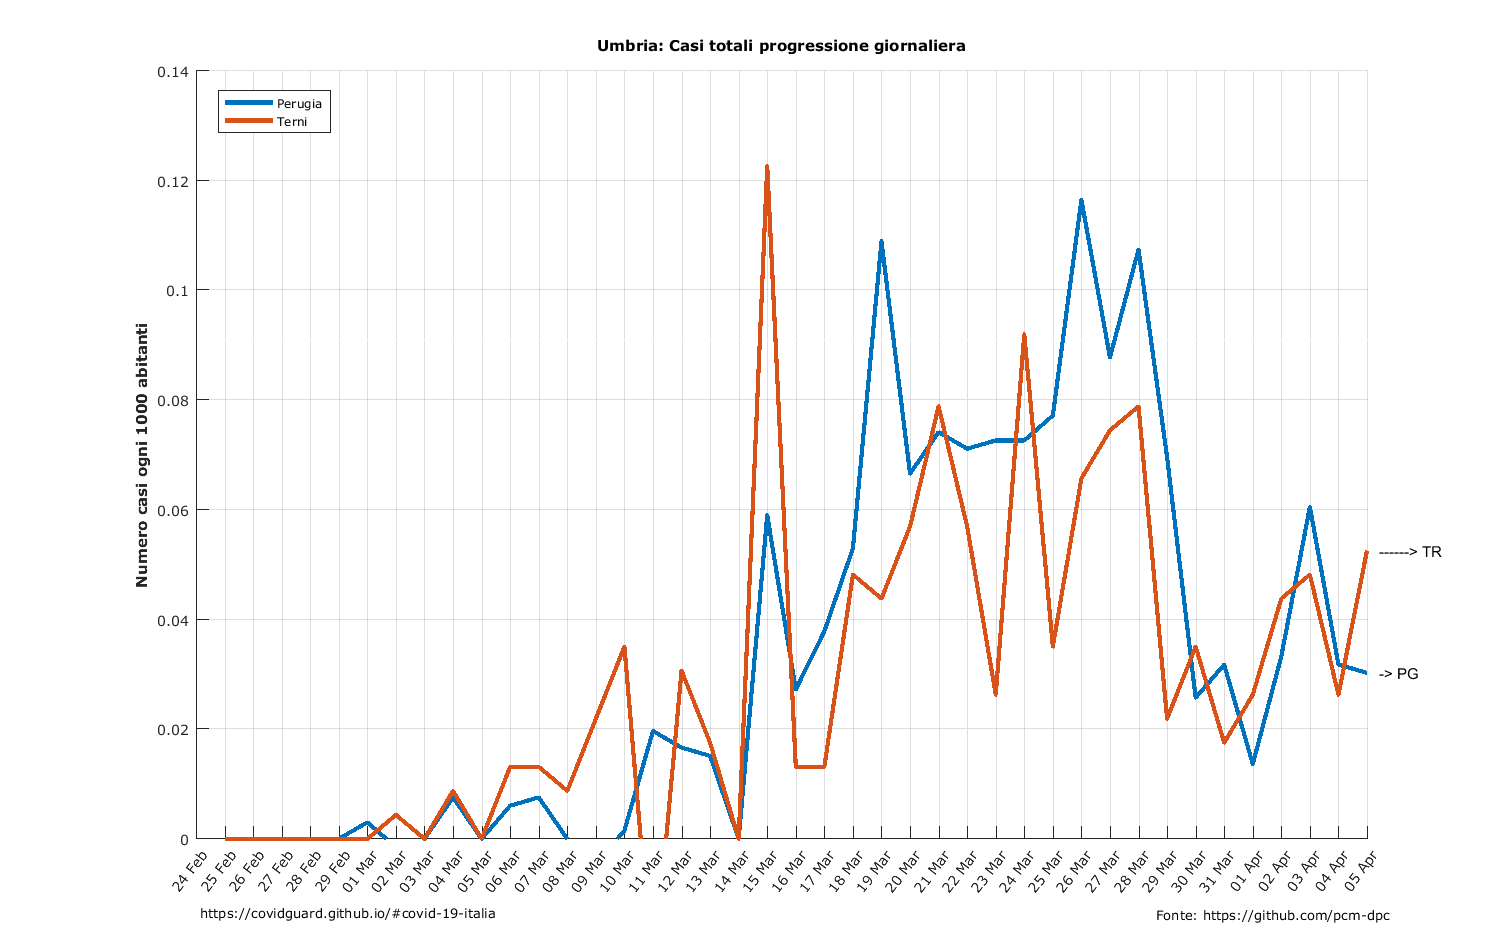 Umbria: Casi totali progressione giornaliera
Perugia
Terni
Numero casi ogni 1000 abitanti
0.14
0.12
0.1
0.08
0.06
0.04
0.02
0
------> TR
-> PG
24 Feb
25 Feb
26 Feb
27 Feb
28 Feb
29 Feb
01 Mar
02 Mar
03 Mar
04 Mar
05 Mar
06 Mar
07 Mar
08 Mar
09 Mar
10 Mar
11 Mar
12 Mar
13 Mar
14 Mar
15 Mar
16 Mar
17 Mar
18 Mar
19 Mar
20 Mar
21 Mar
22 Mar
23 Mar
24 Mar
25 Mar
26 Mar
27 Mar
28 Mar
29 Mar
30 Mar
31 Mar
01 Apr
02 Apr
03 Apr
04 Apr
05 Apr
https://covidguard.github.io/#covid-19-italia
Fonte: https://github.com/pcm-dpc